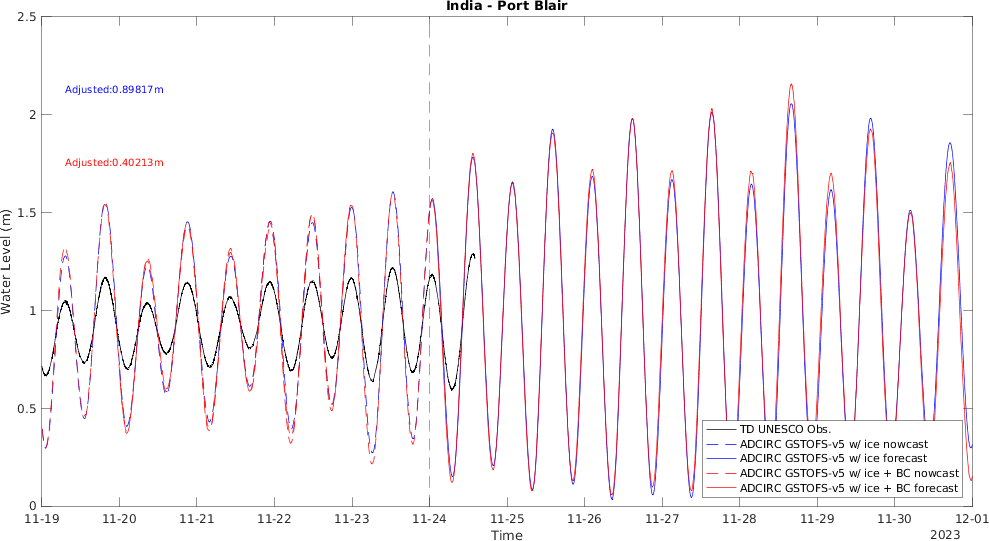 India - Port Blair
2.5
2
1.5
1
0.5
0
Water Level (m)
Adjusted:0.89817m
Adjusted:0.40213m
TD UNESCO Obs.
ADCIRC GSTOFS-v5 w/ ice nowcast
ADCIRC GSTOFS-v5 w/ ice forecast
ADCIRC GSTOFS-v5 w/ ice + BC nowcast
ADCIRC GSTOFS-v5 w/ ice + BC forecast
11-19 11-20 11-21 11-22 11-23 11-24 11-25 11-26 11-27 11-28 11-29 11-30 12-01
Time
2023